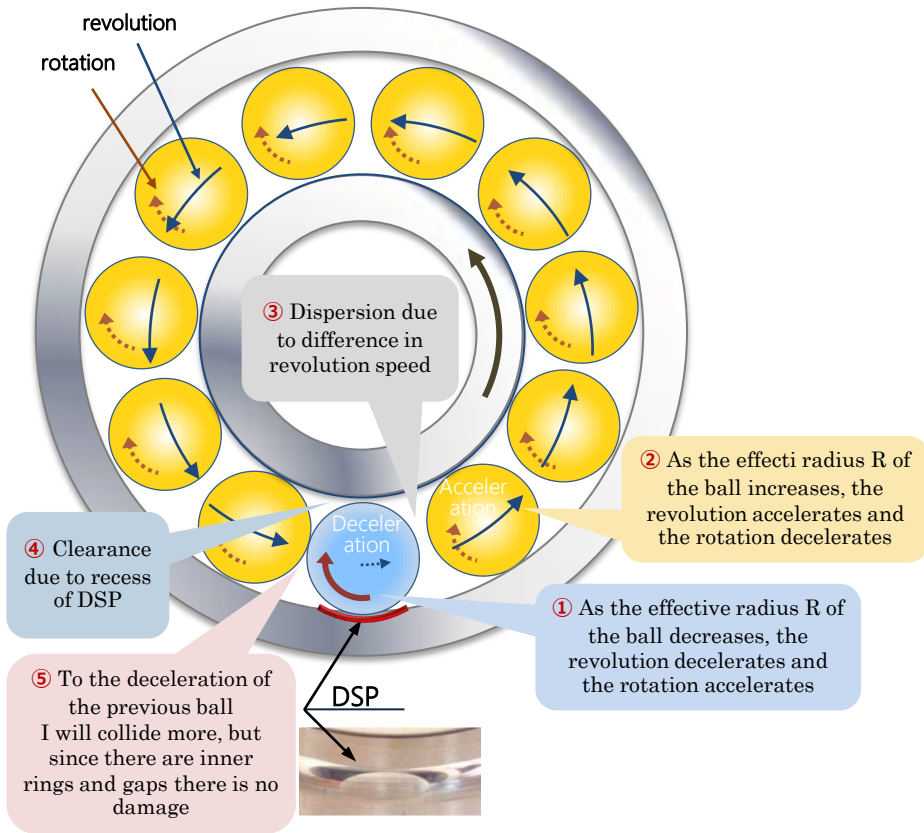 revolution
rotation
③ Dispersion due
to difference in
revolution speed
② As the effecti radius R of
the ball increases, the
revolution accelerates and
the rotation decelerates
Acceler
ation
Deceler
ation
④ Clearance
due to recess
of DSP
① As the effective radius R of
the ball decreases, the
revolution decelerates and
the rotation accelerates
⑤ To the deceleration of
the previous ball
I will collide more, but
since there are inner
rings and gaps there is no
damage
DSP